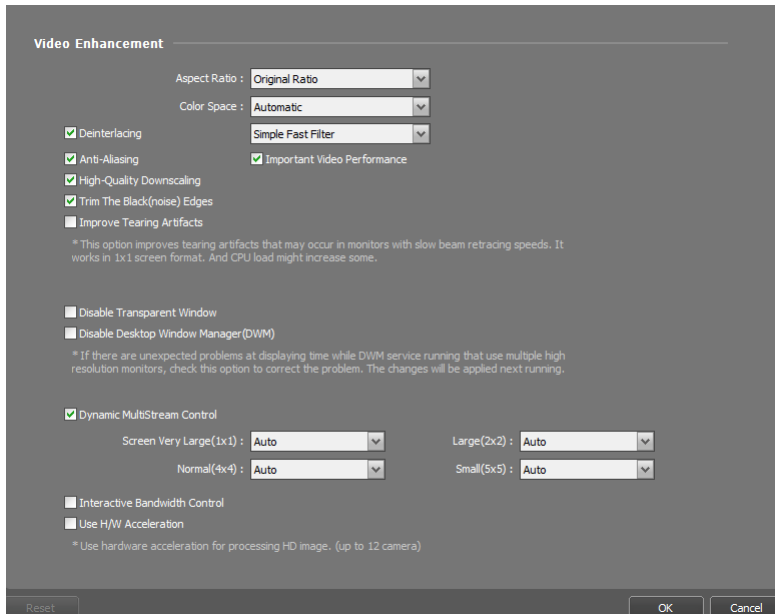 Video Enhancement
Aspect Ratio : Original Ratio
Color Space : Automatic
Deinterlacing Simple Fast Filter
Anti-Aliasing Important Video Performance
High-Quality Downscaling
Trim The Black(noise) Edges
Improve Tearing Artifacts
* This option improves tearing artifacts that may occur in monitors with slow beam retracing speeds. It
works in 1x1 screen format. And CPU load might increase some.
Disable Transparent Window
Disable Desktop Window Manager(DWM)
* If there are unexpected problems at displaying time while DWM service running that use multiple high
resolution monitors, check this option to correct the problem. The changes will be applied next running.
Dynamic MultiStream Control
Screen Very Large(1x1) : Auto Large(2x2) : Auto
Normal(4x4) : Auto Small(5x5) : Auto
Interactive Bandwidth Control
Use H/W Acceleration
* Use hardware acceleration for processing HD image. (up to 12 camera)
Reset OK Cancel